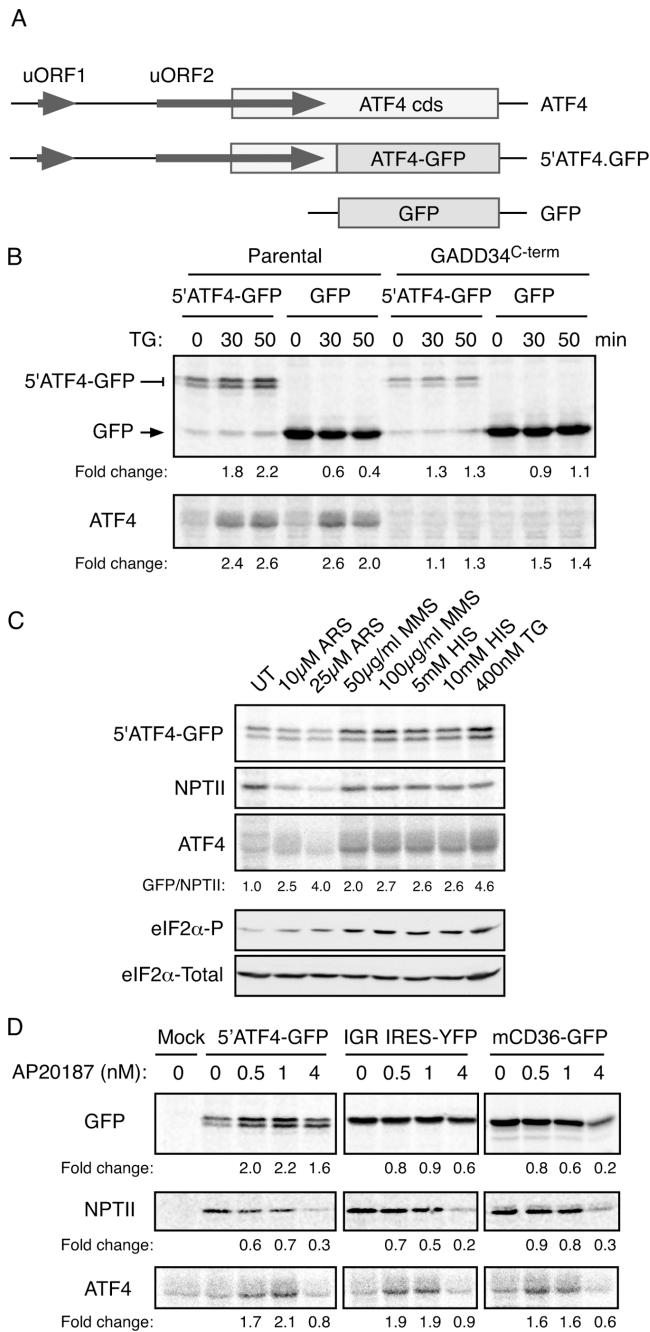 A
uORF1 uORF2
ATF4 cds ATF4
ATF4-GFP 5'ATF4.GFP
GFP GFP
B
Parental GADD34C-term
5'ATF4-GFP GFP 5'ATF4-GFP GFP
TG: 0 30 50 0 30 50 0 30 50 0 30 50 min
5'ATF4-GFP
GFP
Fold change: 1.8 2.2 0.6 0.4 1.3 1.3 0.9 1.1
ATF4
Fold change: 2.4 2.6 2.6 2.0 1.1 1.3 1.5 1.4
C
UT 10µM ARS 25µM ARS 50µg/ml MMS 100µg/ml MMS 5mM HIS 10mM HIS 400nM TG
5'ATF4-GFP
NPTII
ATF4
GFP/NPTII: 1.0 2.5 4.0 2.0 2.7 2.6 2.6 4.6
eIF2α-P
eIF2α-Total
D
Mock 5'ATF4-GFP IGR IRES-YFP mCD36-GFP
AP20187 (nM): 0 0 0.5 1 4 0 0.5 1 4 0 0.5 1 4
GFP
Fold change: 2.0 2.2 1.6 0.8 0.9 0.6 0.8 0.6 0.2
NPTII
Fold change: 0.6 0.7 0.3 0.7 0.5 0.2 0.9 0.8 0.3
ATF4
Fold change: 1.7 2.1 0.8 1.9 1.9 0.9 1.6 1.6 0.6